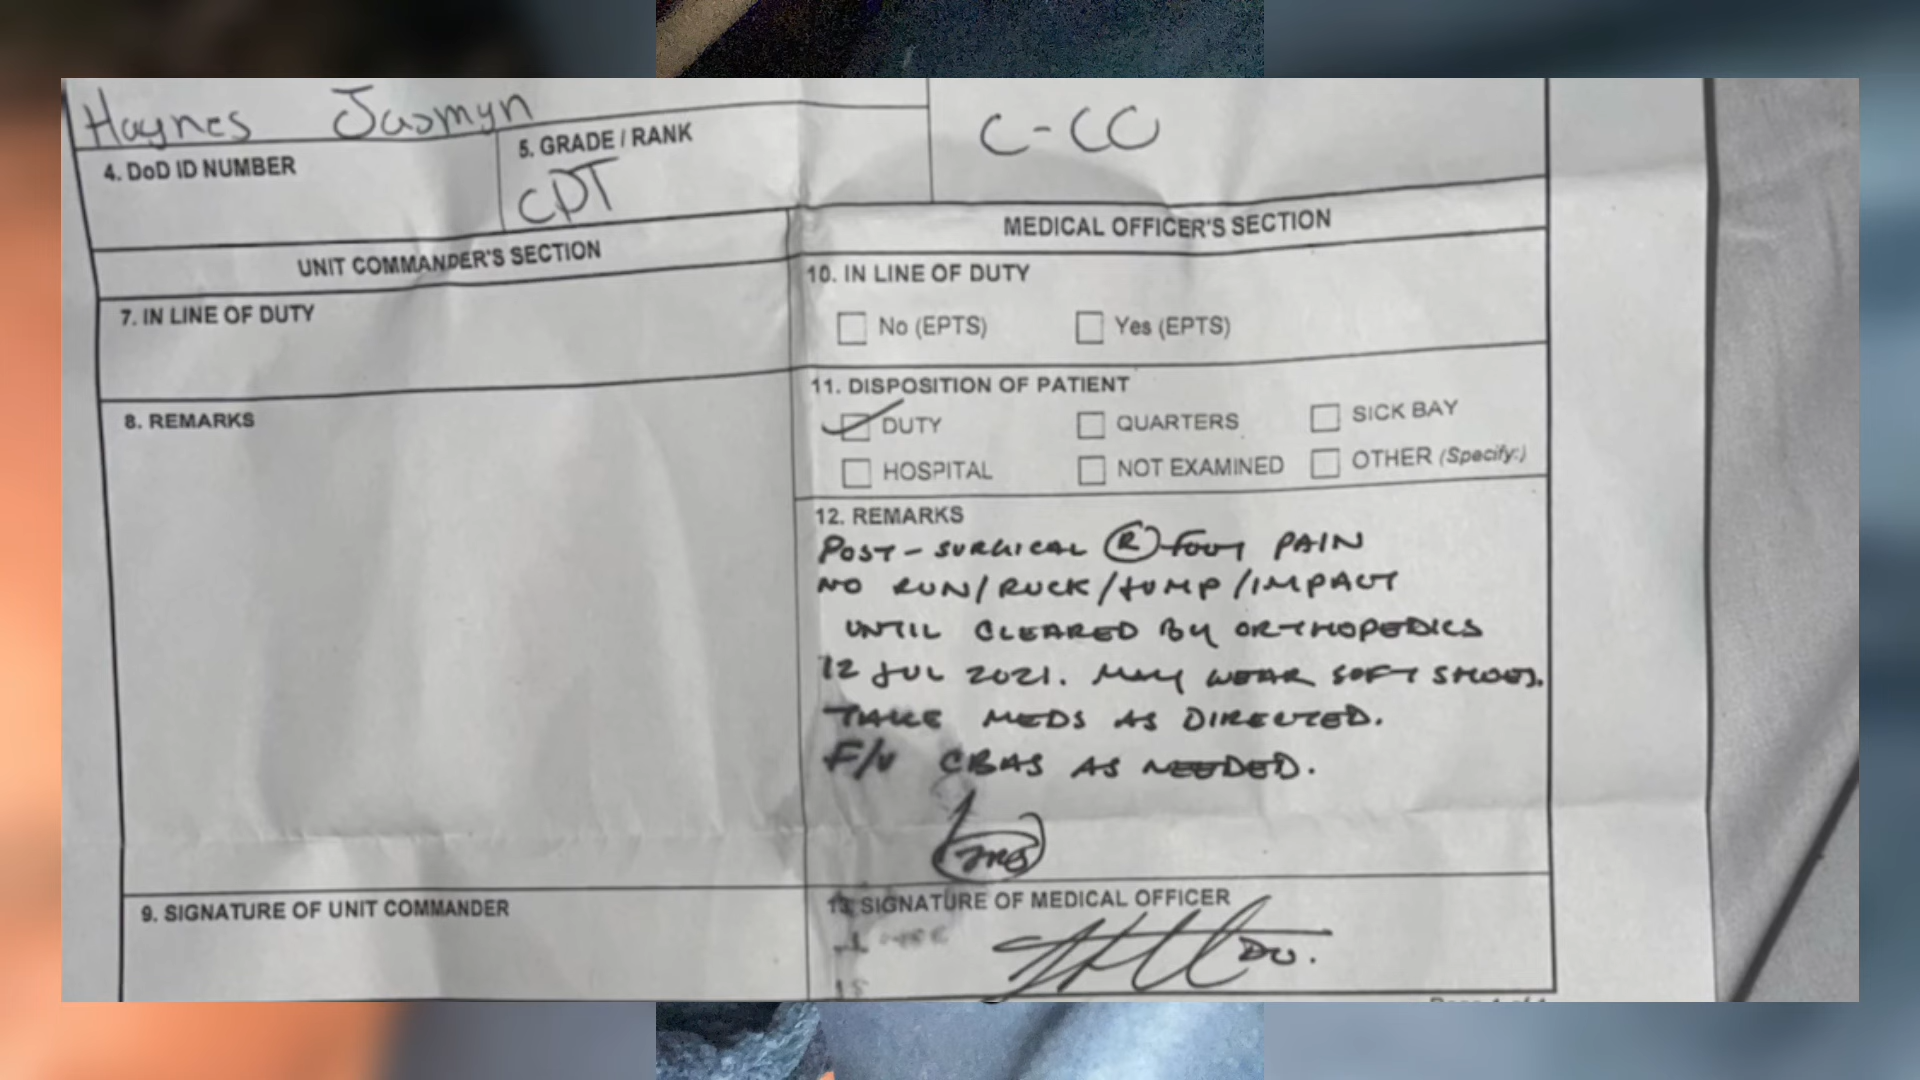 Haynes Jasmyn
C-CO
4. DoD ID NUMBER
5. GRADE / RANK
CDT
UNIT COMMANDER'S SECTION
MEDICAL OFFICER'S SECTION
7. IN LINE OF DUTY
10. IN LINE OF DUTY
No (EPTS) Yes (EPTS)
8. REMARKS
11. DISPOSITION OF PATIENT
DUTY QUARTERS SICK BAY
HOSPITAL NOT EXAMINED OTHER (Specify:)
12. REMARKS
POST-SURGICAL R FOOT PAIN
NO RUN/RUCK/JUMP/IMPACT
UNTIL CLEARED BY ORTHOPEDICS
12 JUL 2021. MAY WEAR SOFT SHOES.
TAKE MEDS AS DIRECTED.
F/U CBAS AS NEEDED.
9. SIGNATURE OF UNIT COMMANDER
13. SIGNATURE OF MEDICAL OFFICER
DO.